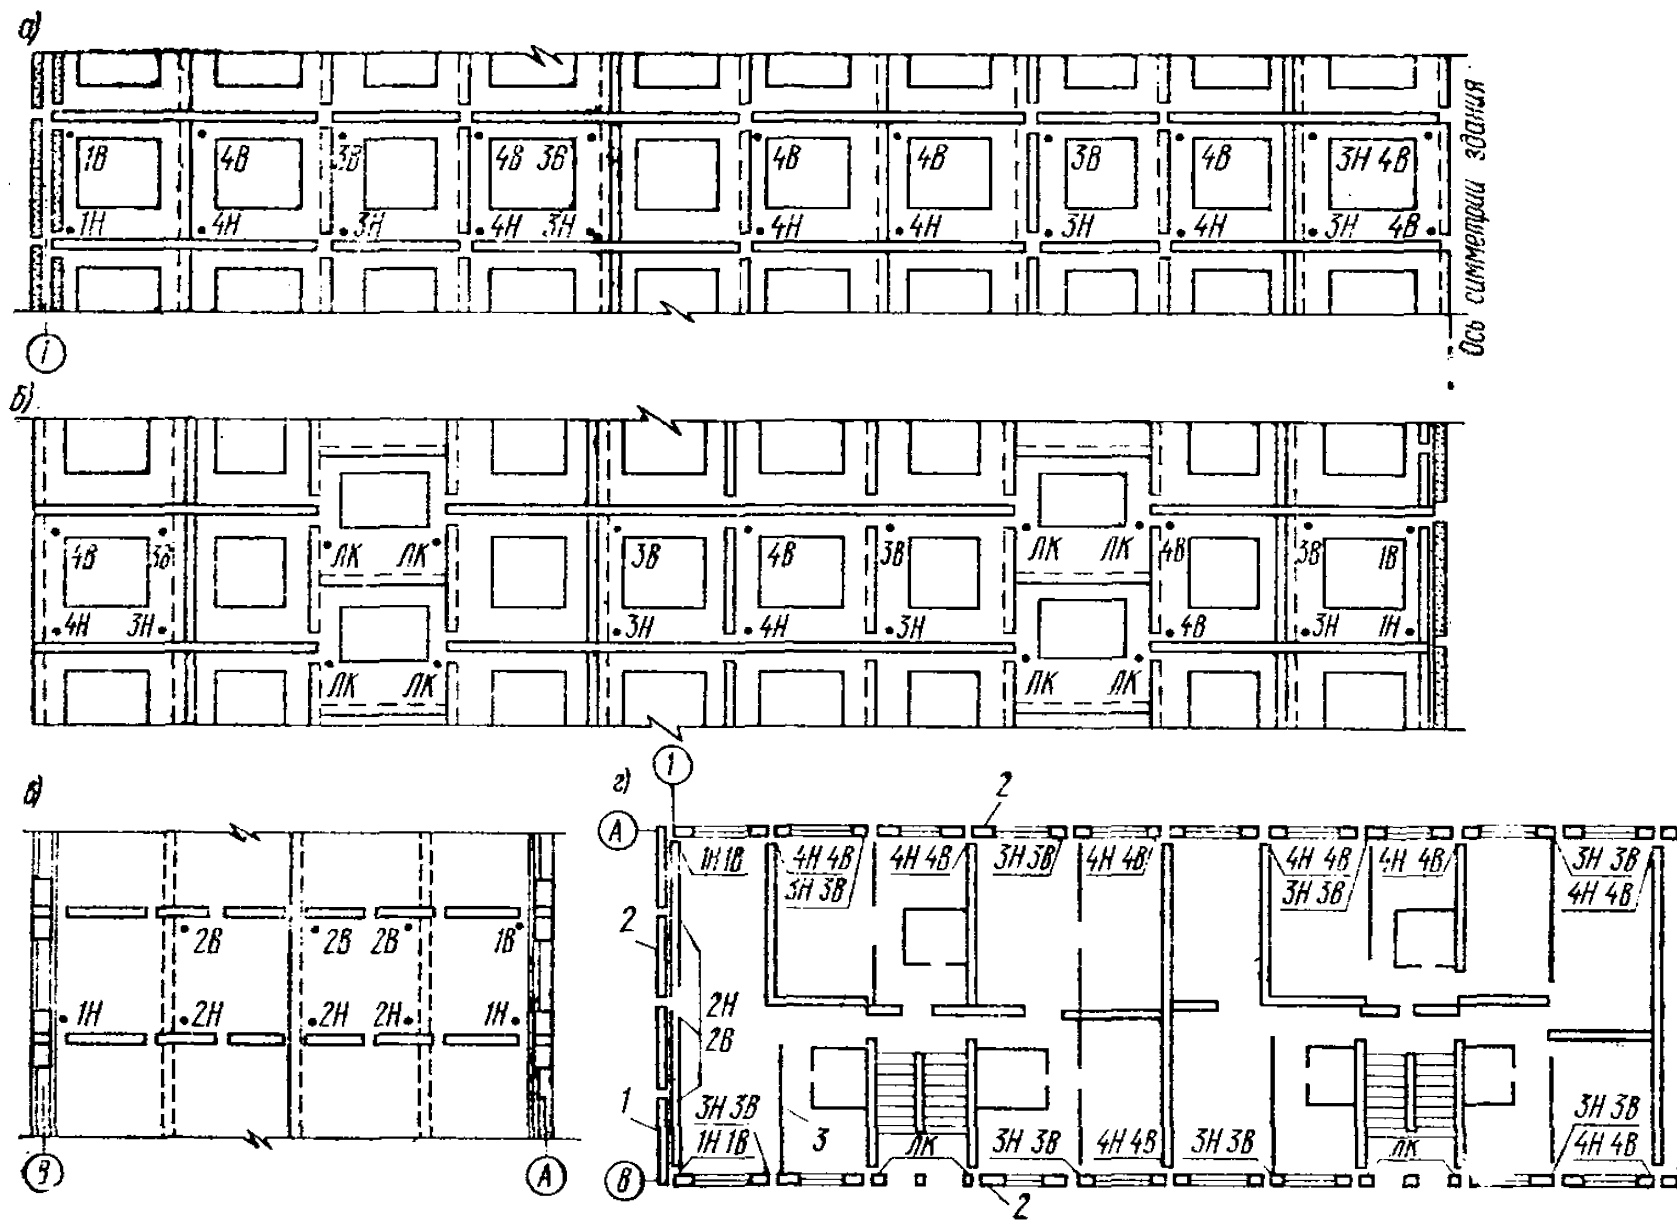 а)
1В 4В 3В 4В 3В 4В 4В 3В 4В 3Н 4В
1Н 4Н 3Н 4Н 3Н 4Н 4Н 3Н 4Н 3Н 4В
Ось симметрии здания
1
б)
ЛК ЛК ЛК ЛК
4В 3В 3В 4В 3В 4В 3В 1В
4Н 3Н 3Н 4Н 3Н 4В 3Н 1Н
ЛК ЛК ЛК ЛК
в)
2В 2В 2В 1В
1Н 2Н 2Н 2Н 1Н
В А
г)
1
2
А
1Н 1В 4Н 4В 4Н 4В 3Н 3В 4Н 4В 4Н 4В 4Н 4В 3Н 3В
3Н 3В 3Н 3В 4Н 4В
2
2Н
2В
1
3Н 3В 3Н 3В
1Н 1В 3 ЛК 3Н 3В 4Н 4В 3Н 3В ЛК 4Н 4В
В
2